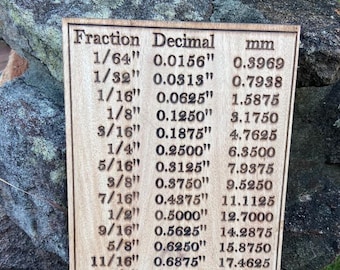 Fraction Decimal mm
1/64" 0.0156" 0.3969
1/32" 0.0313" 0.7938
1/16" 0.0625" 1.5875
1/8" 0.1250" 3.1750
3/16" 0.1875" 4.7625
1/4" 0.2500" 6.3500
5/16" 0.3125" 7.9375
3/8" 0.3750" 9.5250
7/16" 0.4375" 11.1125
1/2" 0.5000" 12.7000
9/16" 0.5625" 14.2875
5/8" 0.6250" 15.8750
11/16" 0.6875" 17.4625